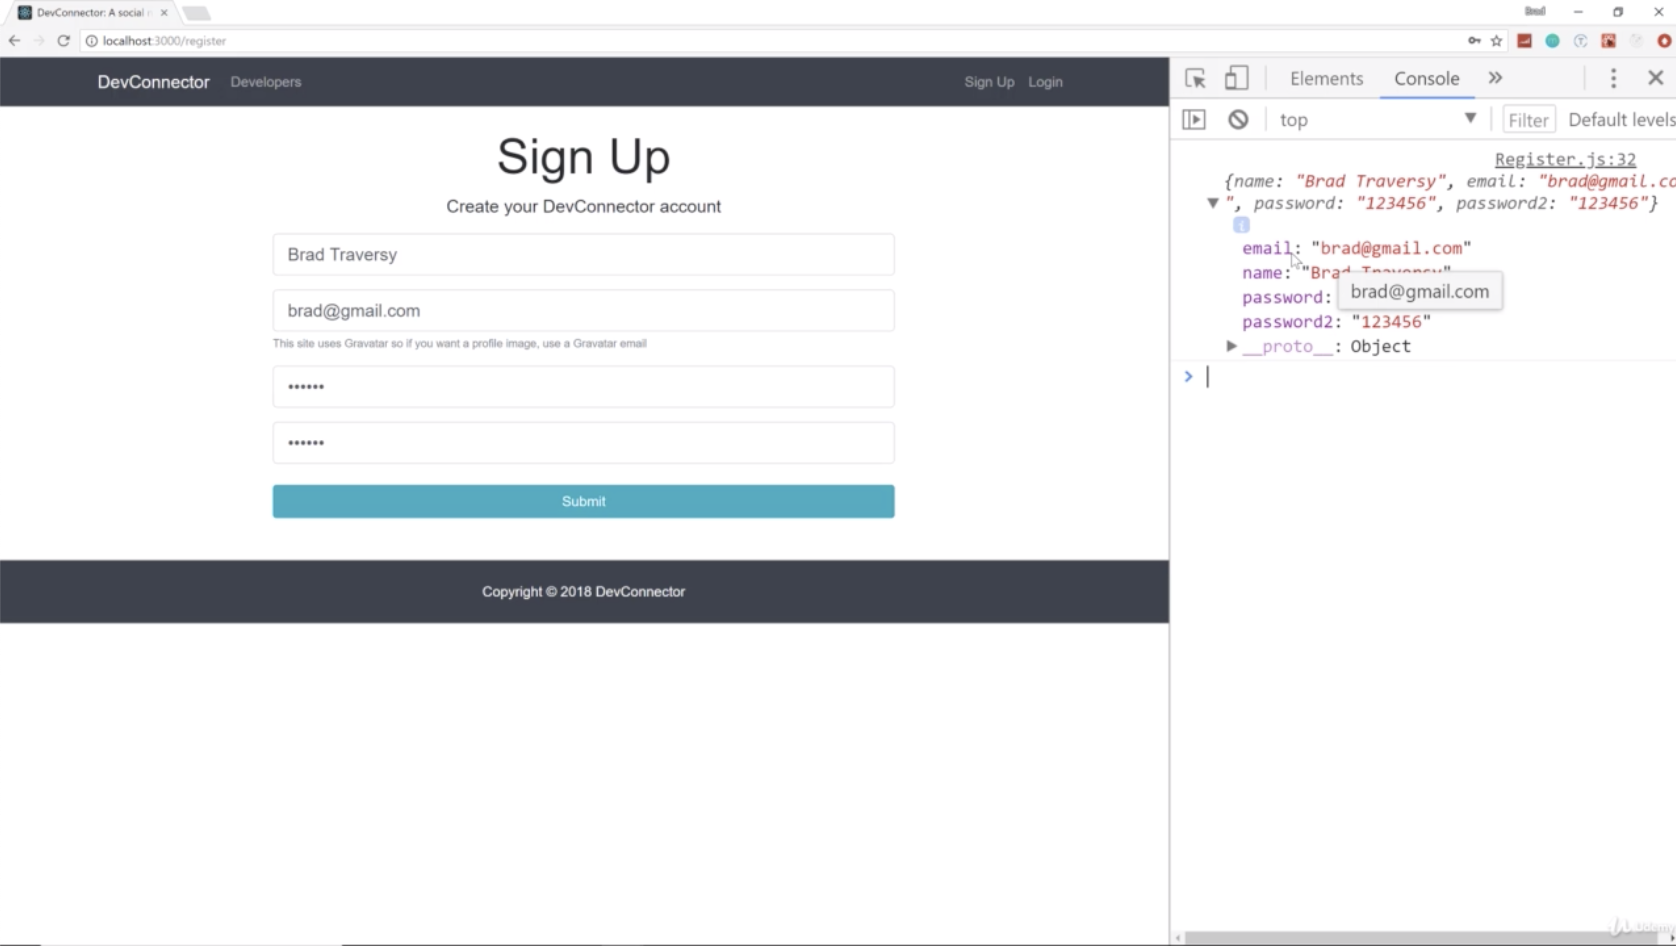 DevConnector: A social
Brad
localhost:3000/register
DevConnector
Developers
Sign Up
Login
Sign Up
Create your DevConnector account
Brad Traversy
brad@gmail.com
This site uses Gravatar so if you want a profile image, use a Gravatar email
••••••
••••••
Submit
Copyright © 2018 DevConnector
Elements
Console
top
Filter
Default levels
Register.js:32
{name: "Brad Traversy", email: "brad@gmail.co
", password: "123456", password2: "123456"}
i
email: "brad@gmail.com"
name: "Brad Traversy"
password:
brad@gmail.com
password2: "123456"
__proto__: Object
Udemy